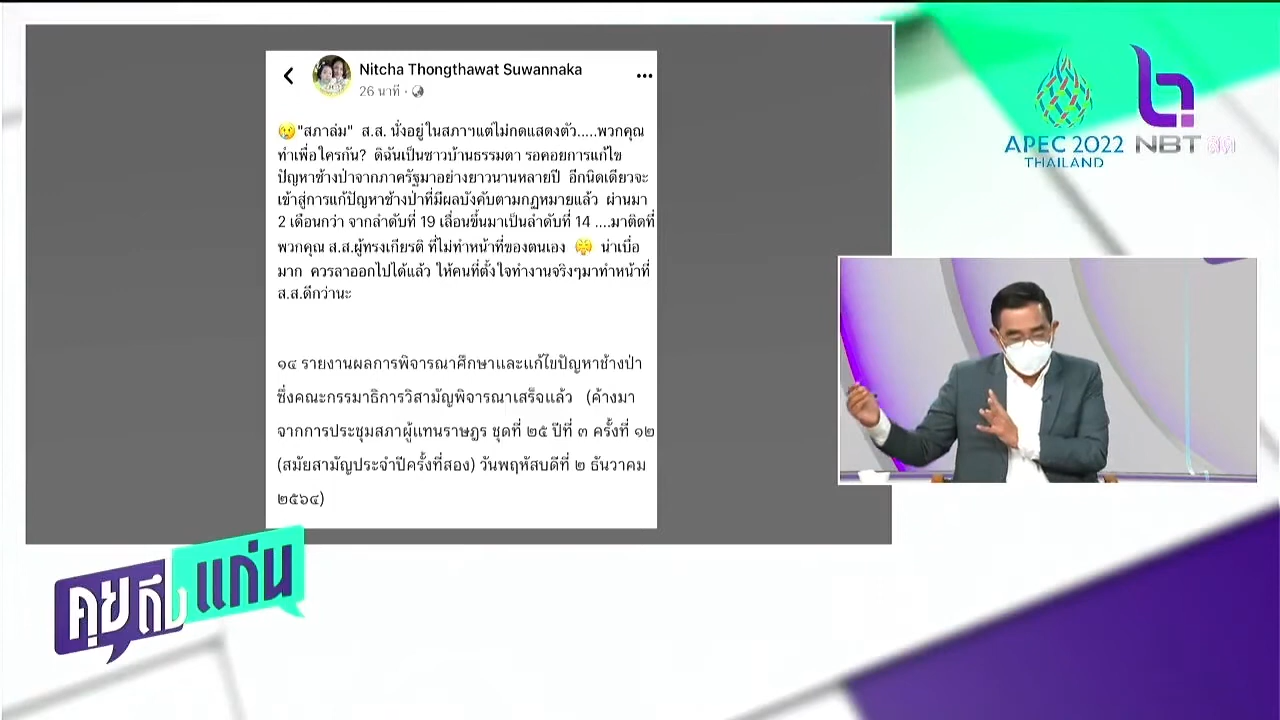 Nitcha Thongthawat Suwannaka
26 นาที
"สภาล่ม" ส.ส. นั่งอยู่ในสภาฯแต่ไม่กดแสดงตัว.....พวกคุณ
ทำเพื่อใครกัน? ดิฉันเป็นชาวบ้านธรรมดา รอคอยการแก้ไข
ปัญหาช้างป่าจากภาครัฐมาอย่างยาวนานหลายปี อีกนิดเดียวจะ
เข้าสู่การแก้ปัญหาช้างป่าที่มีผลบังคับตามกฎหมายแล้ว ผ่านมา
2 เดือนกว่า จากลำดับที่ 19 เลื่อนขึ้นมาเป็นลำดับที่ 14 ....มาติดที่
พวกคุณ ส.ส.ผู้ทรงเกียรติ ที่ไม่ทำหน้าที่ของตนเอง น่าเบื่อ
มาก ควรลาออกไปได้แล้ว ให้คนที่ตั้งใจทำงานจริงๆมาทำหน้าที่
ส.ส.ดีกว่านะ
๑๔ รายงานผลการพิจารณาศึกษาและแก้ไขปัญหาช้างป่า
ซึ่งคณะกรรมาธิการวิสามัญพิจารณาเสร็จแล้ว (ค้างมา
จากการประชุมสภาผู้แทนราษฎร ชุดที่ ๒๕ ปีที่ ๓ ครั้งที่ ๑๒
(สมัยสามัญประจำปีครั้งที่สอง) วันพฤหัสบดีที่ ๒ ธันวาคม
๒๕๖๔)
APEC 2022
THAILAND
NBT สด
คุยถึงแก่น